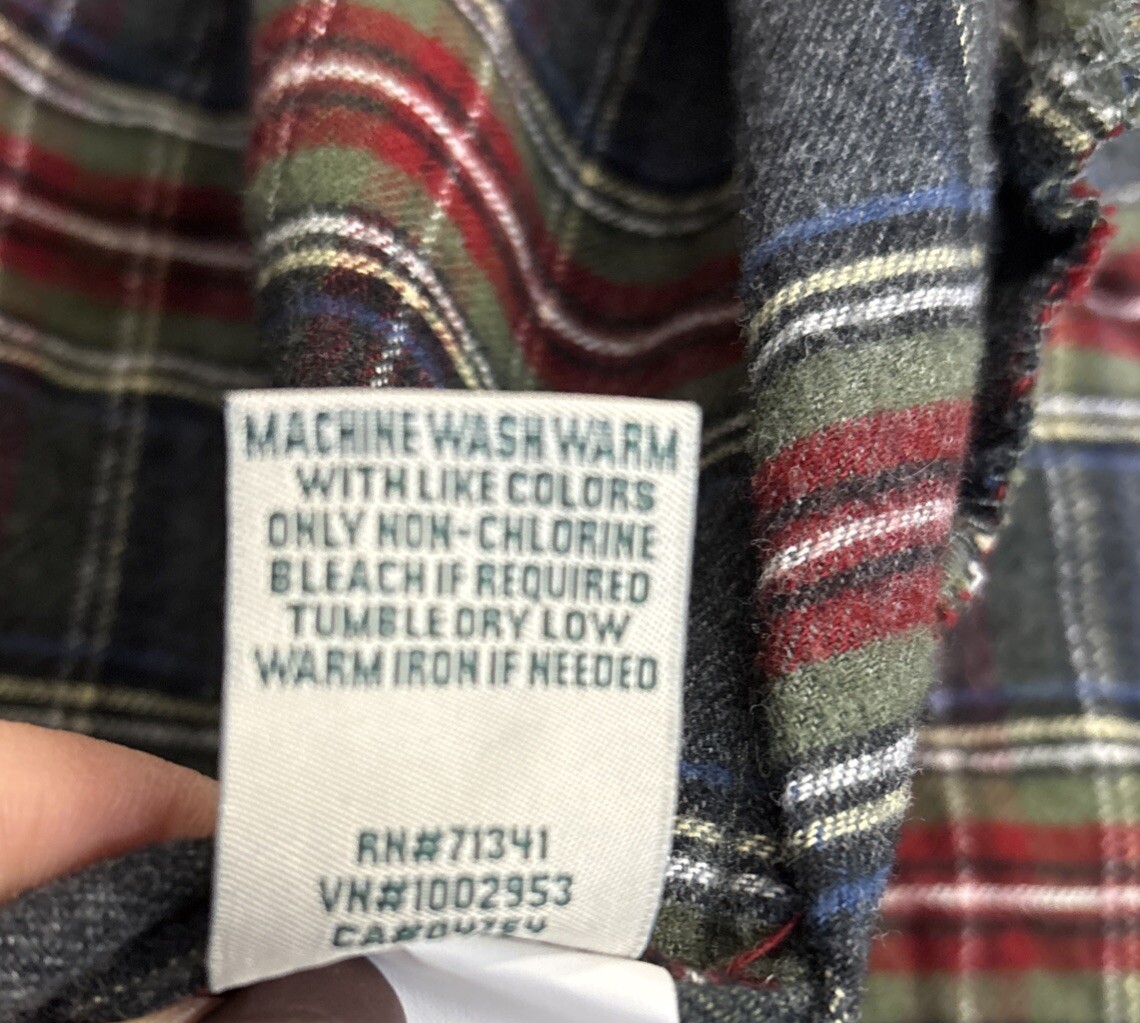 MACHINE WASH WARM
WITH LIKE COLORS
ONLY NON-CHLORINE
BLEACH IF REQUIRED
TUMBLE DRY LOW
WARM IRON IF NEEDED
RN#71341
VN#1002953